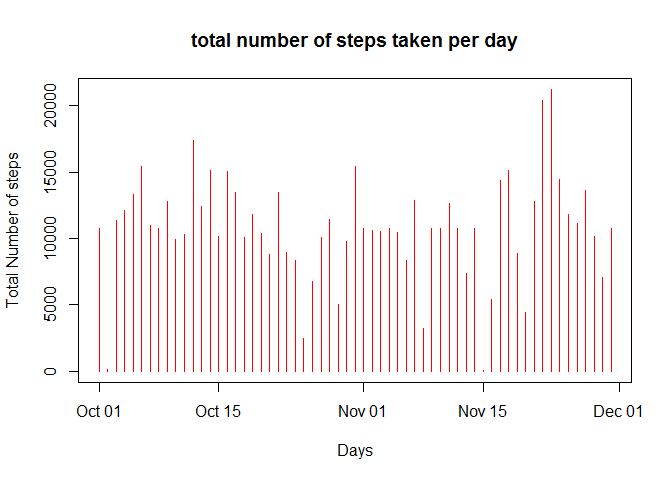 total number of steps taken per day
Total Number of steps
20000
15000
10000
5000
0
Oct 01 Oct 15 Nov 01 Nov 15 Dec 01
Days